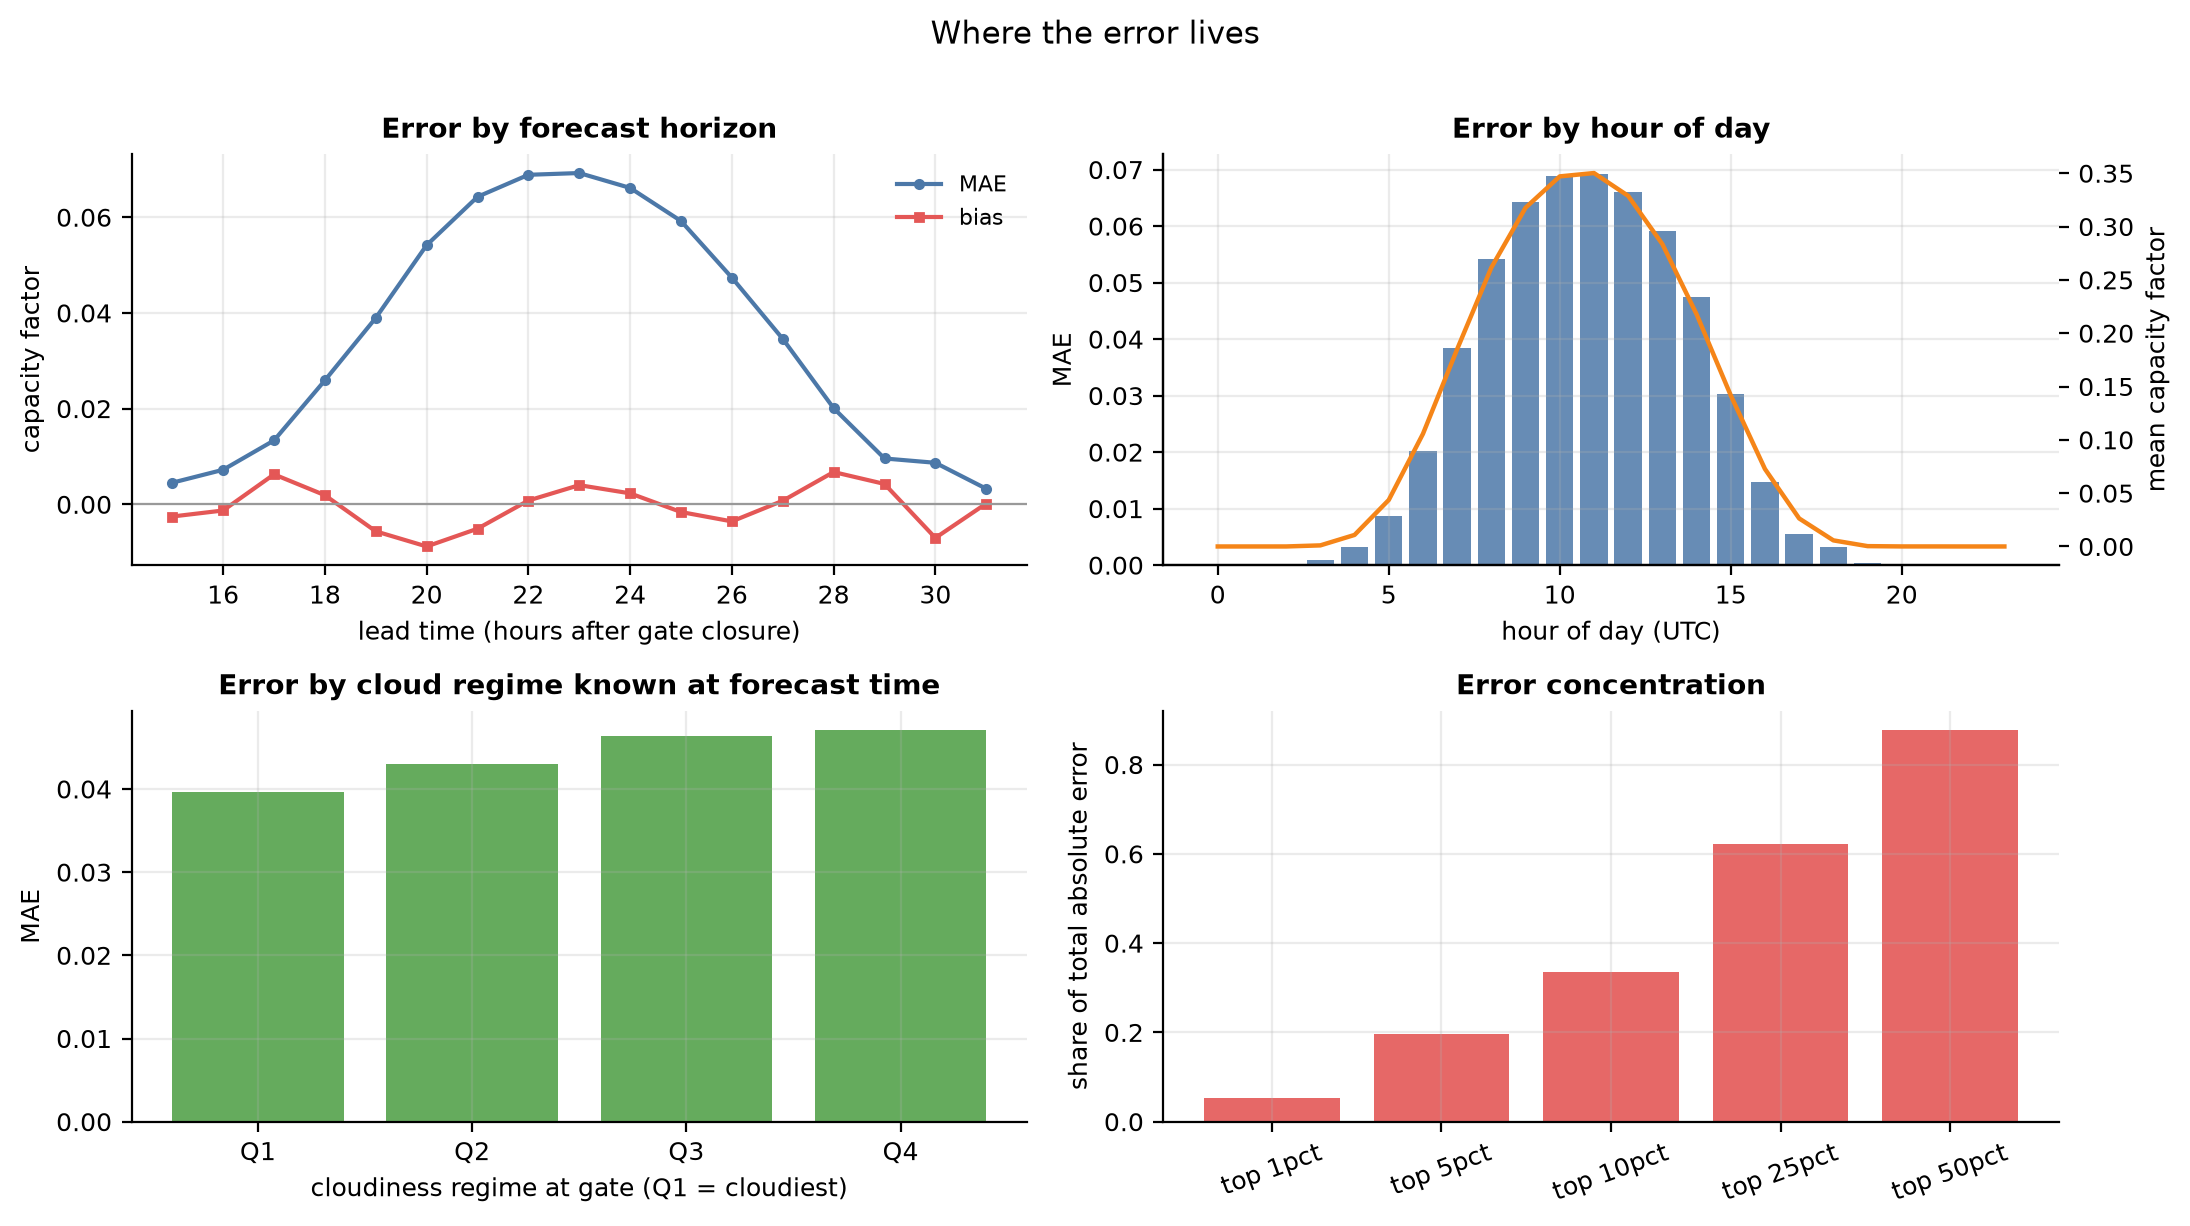 Where the error lives
Error by forecast horizon
capacity factor
0.06
0.04
0.02
0.00
MAE
bias
16 18 20 22 24 26 28 30
lead time (hours after gate closure)
Error by hour of day
MAE
0.07
0.06
0.05
0.04
0.03
0.02
0.01
0.00
0.35
0.30
0.25
0.20
0.15
0.10
0.05
0.00
mean capacity factor
0 5 10 15 20
hour of day (UTC)
Error by cloud regime known at forecast time
MAE
0.04
0.03
0.02
0.01
0.00
Q1 Q2 Q3 Q4
cloudiness regime at gate (Q1 = cloudiest)
Error concentration
share of total absolute error
0.8
0.6
0.4
0.2
0.0
top 1pct top 5pct top 10pct top 25pct top 50pct